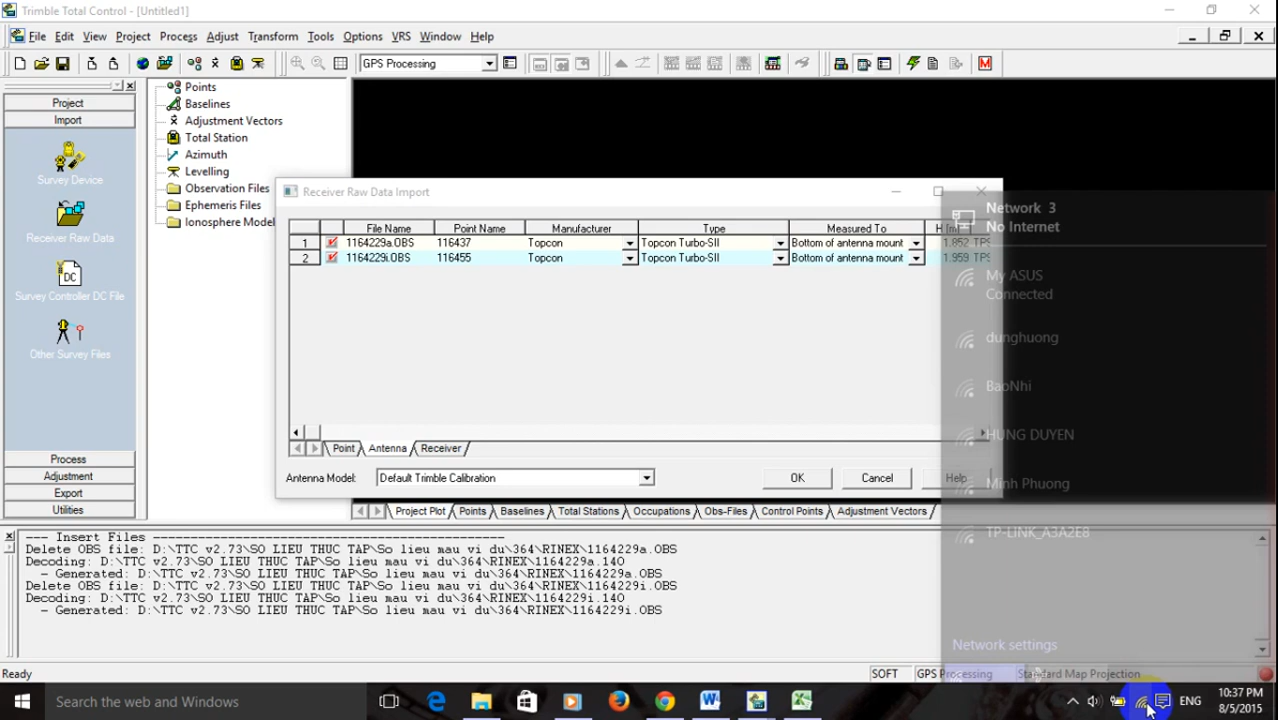 Trimble Total Control - [Untitled1]
File Edit View Project Process Adjust Transform Tools Options VRS Window Help
GPS Processing
M
Project
Import
Survey Device
Receiver Raw Data
DC
Survey Controller DC File
Other Survey Files
Process
Adjustment
Export
Utilities
Points
Baselines
Adjustment Vectors
Total Station
Azimuth
Levelling
Observation Files
Ephemeris Files
Ionosphere Model
Receiver Raw Data Import
File Name Point Name Manufacturer Type Measured To H [m]
1 1164229a.OBS 116437 Topcon Topcon Turbo-SII Bottom of antenna mount 1.852 TPS
2 1164229i.OBS 116455 Topcon Topcon Turbo-SII Bottom of antenna mount 1.959 TPS
Point Antenna Receiver
Antenna Model: Default Trimble Calibration OK Cancel Help
Project Plot Points Baselines Total Stations Occupations Obs-Files Control Points Adjustment Vectors
Network 3
No Internet
My ASUS
Connected
dunghuong
BaoNhi
HUNG DUYEN
Minh Phuong
TP-LINK_A3A2E8
Network settings
--- Insert Files ------------------------------------------------
Delete OBS file: D:\TTC v2.73\SO LIEU THUC TAP\So lieu mau vi du\364\RINEX\1164229a.OBS
Decoding: D:\TTC v2.73\SO LIEU THUC TAP\So lieu mau vi du\364\RINEX\1164229a.14O
- Generated: D:\TTC v2.73\SO LIEU THUC TAP\So lieu mau vi du\364\RINEX\1164229a.OBS
Delete OBS file: D:\TTC v2.73\SO LIEU THUC TAP\So lieu mau vi du\364\RINEX\1164229i.OBS
Decoding: D:\TTC v2.73\SO LIEU THUC TAP\So lieu mau vi du\364\RINEX\1164229i.14O
- Generated: D:\TTC v2.73\SO LIEU THUC TAP\So lieu mau vi du\364\RINEX\1164229i.OBS
Ready SOFT GPS Processing Standard Map Projection
Search the web and Windows
ENG
10:37 PM
8/5/2015